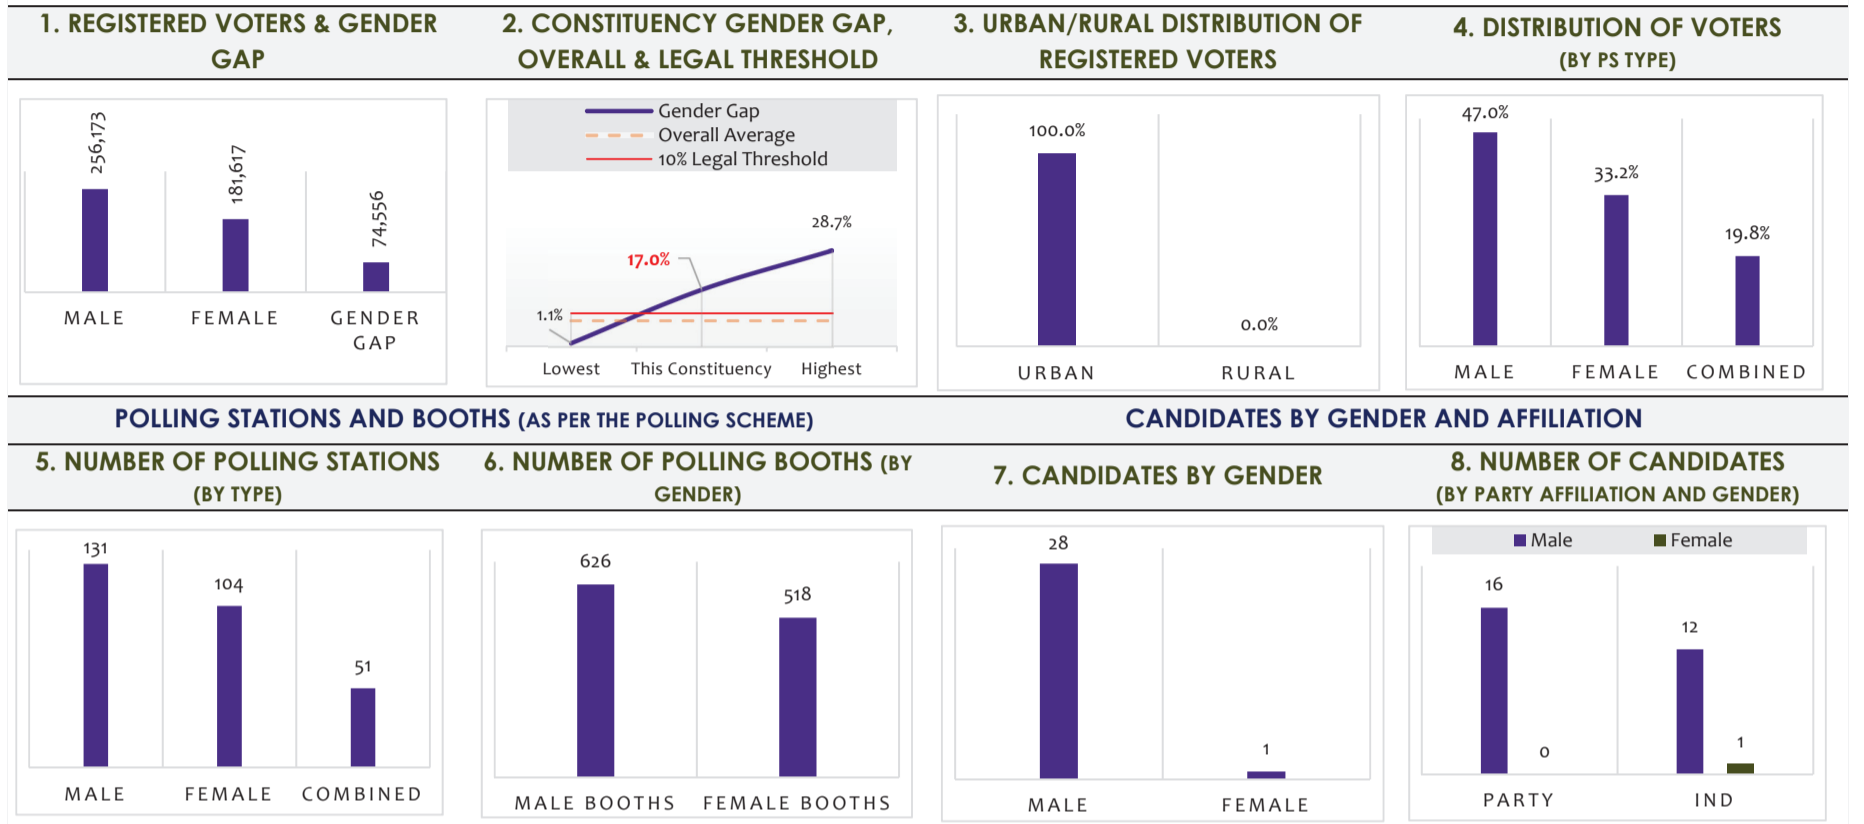 1. REGISTERED VOTERS & GENDER
GAP
2. CONSTITUENCY GENDER GAP,
OVERALL & LEGAL THRESHOLD
3. URBAN/RURAL DISTRIBUTION OF
REGISTERED VOTERS
4. DISTRIBUTION OF VOTERS
(BY PS TYPE)
256,173
181,617
74,556
MALE
FEMALE
GENDER
GAP
Gender Gap
Overall Average
10% Legal Threshold
28.7%
17.0%
1.1%
Lowest
This Constituency
Highest
100.0%
0.0%
URBAN
RURAL
47.0%
33.2%
19.8%
MALE
FEMALE
COMBINED
POLLING STATIONS AND BOOTHS (AS PER THE POLLING SCHEME)
CANDIDATES BY GENDER AND AFFILIATION
5. NUMBER OF POLLING STATIONS
(BY TYPE)
6. NUMBER OF POLLING BOOTHS (BY
GENDER)
7. CANDIDATES BY GENDER
8. NUMBER OF CANDIDATES
(BY PARTY AFFILIATION AND GENDER)
131
104
51
MALE
FEMALE
COMBINED
626
518
MALE BOOTHS
FEMALE BOOTHS
28
1
MALE
FEMALE
Male
Female
16
0
12
1
PARTY
IND